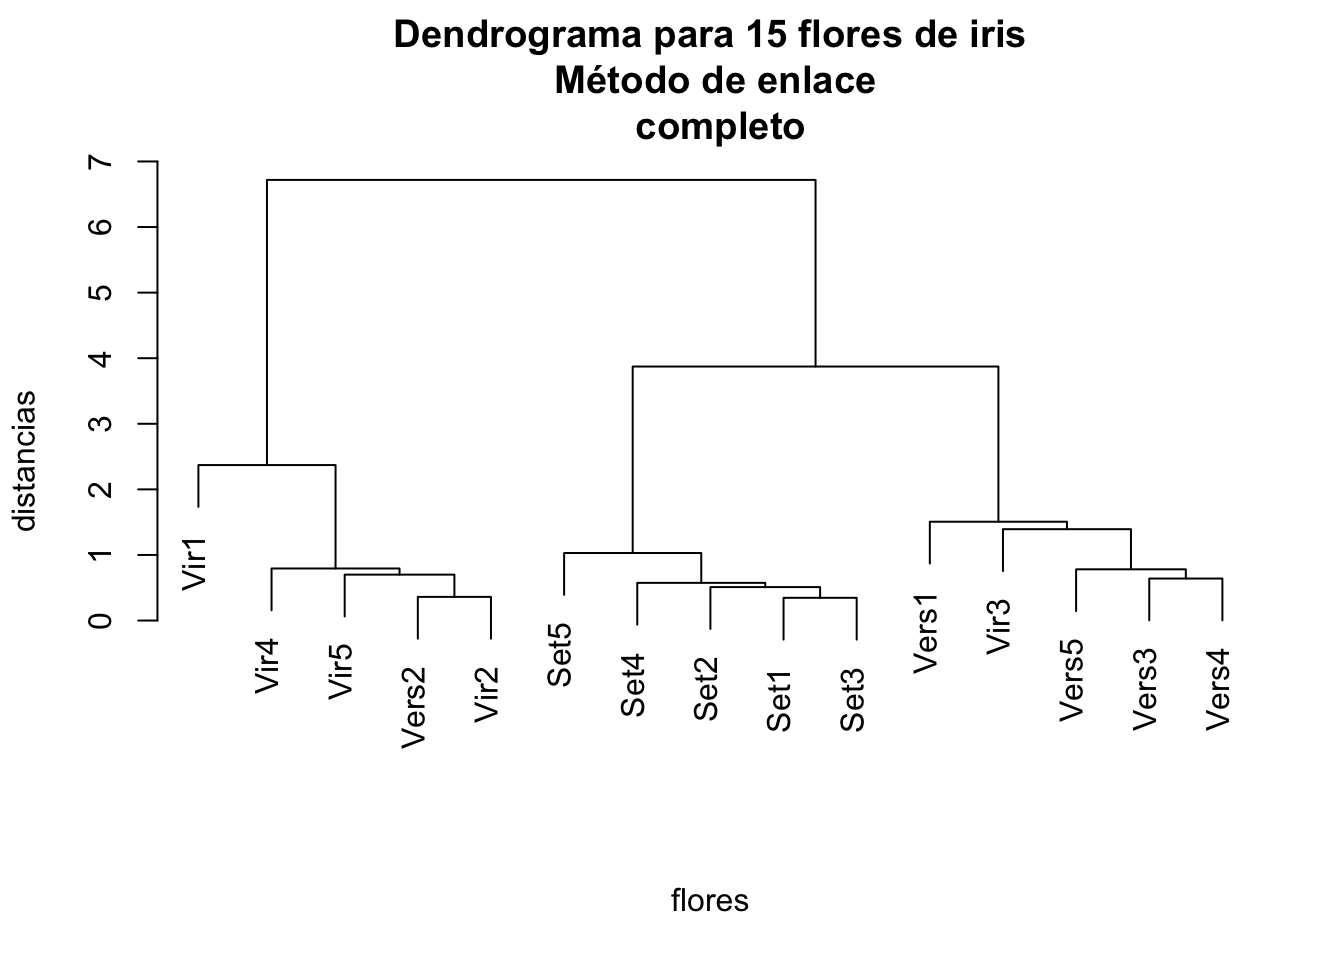 Dendrograma para 15 flores de iris
Método de enlace
completo
7
6
5
4
3
2
1
0
distancias
Vir1
Vir4
Vir5
Vers2
Vir2
Set5
Set4
Set2
Set1
Set3
Vers1
Vir3
Vers5
Vers3
Vers4
flores